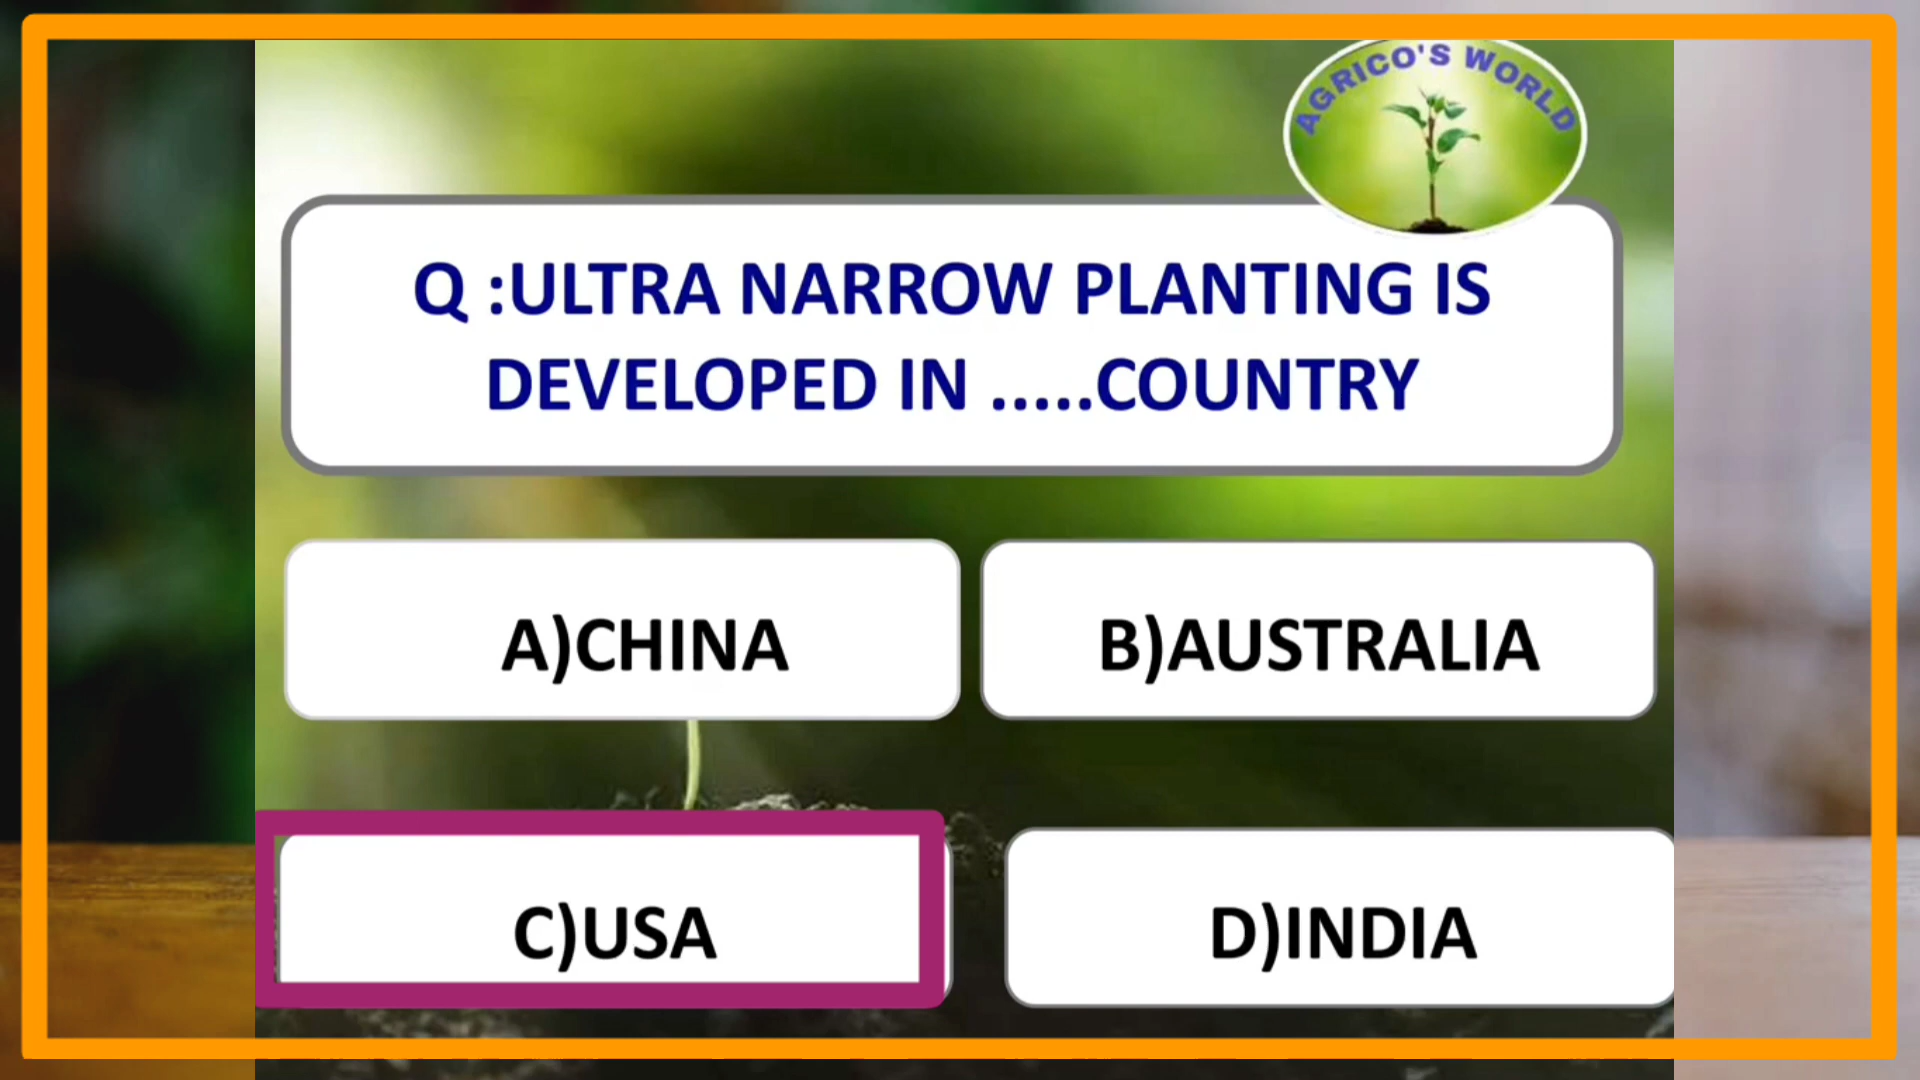 AGRICO'S WORLD
Q :ULTRA NARROW PLANTING IS
DEVELOPED IN .....COUNTRY
A)CHINA
B)AUSTRALIA
C)USA
D)INDIA